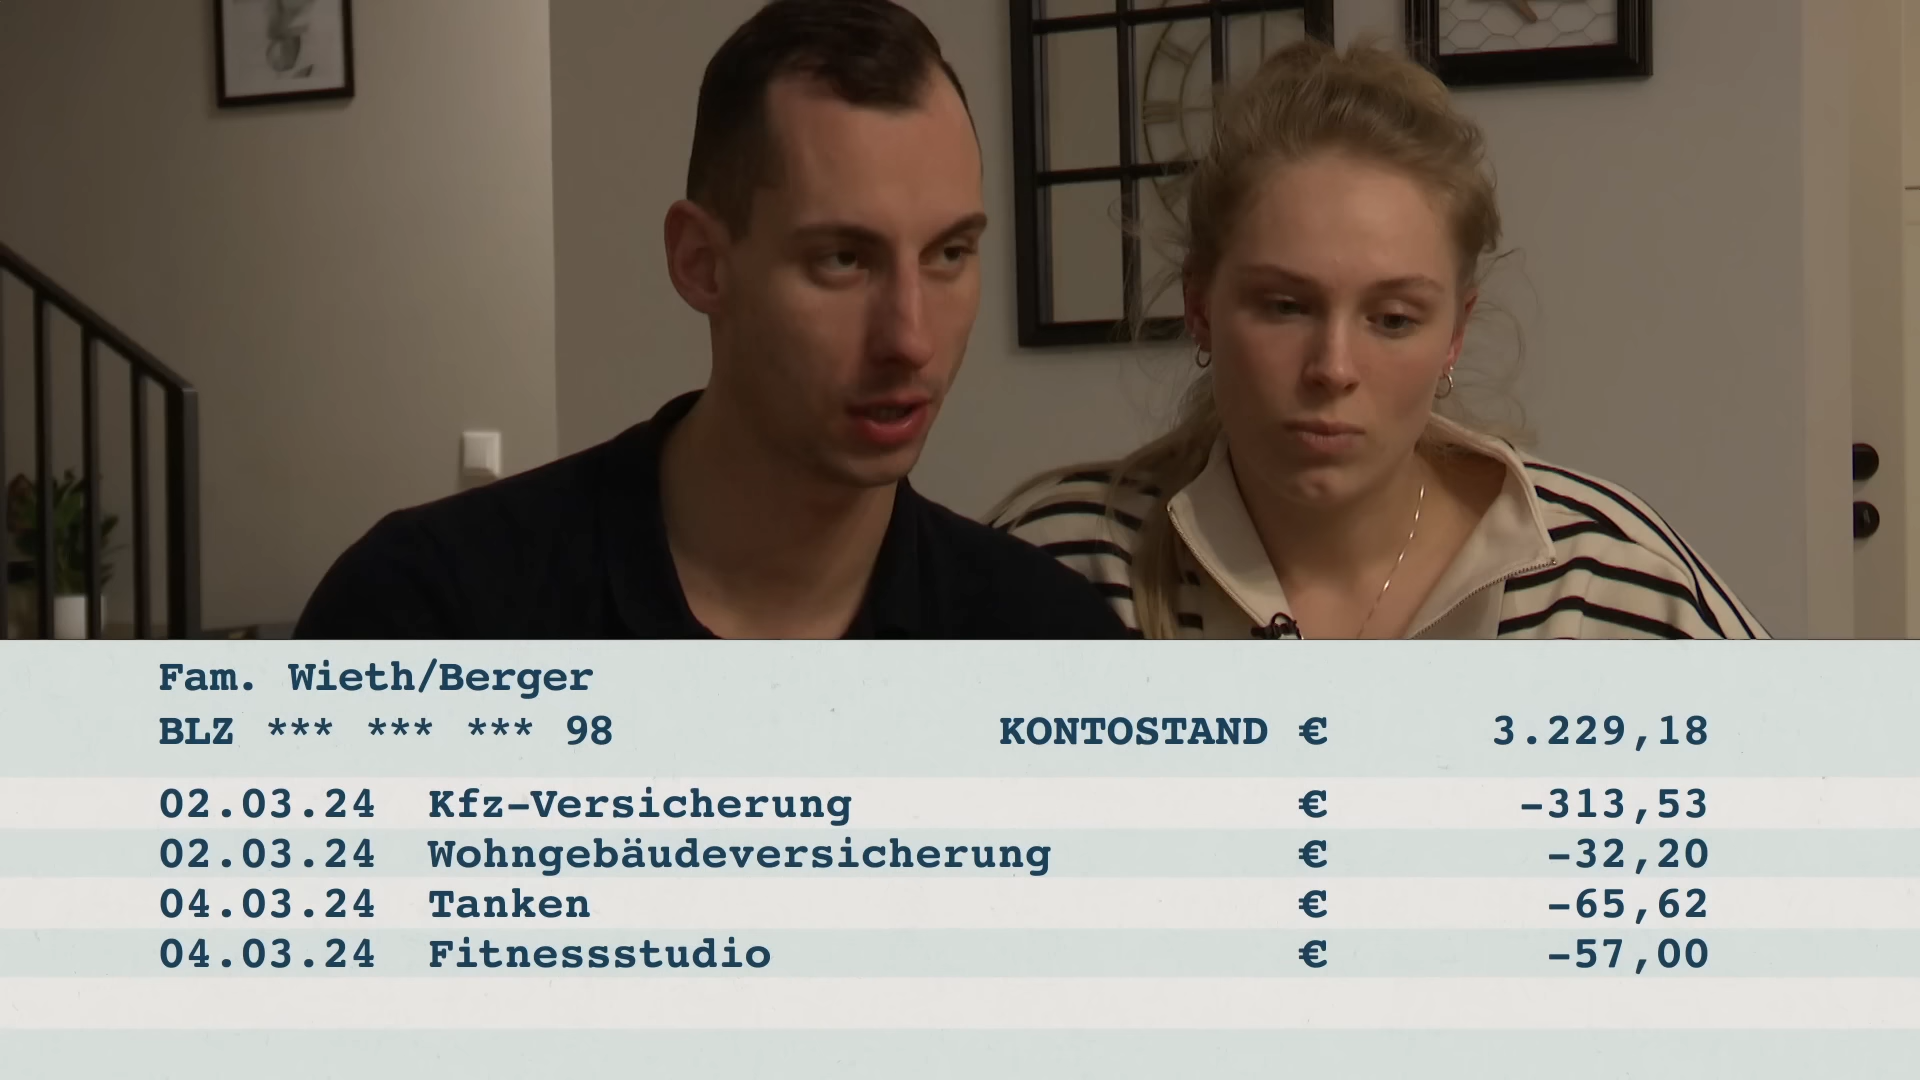 Fam. Wieth/Berger
BLZ *** *** *** 98 KONTOSTAND € 3.229,18
02.03.24 Kfz-Versicherung € -313,53
02.03.24 Wohngebäudeversicherung € -32,20
04.03.24 Tanken € -65,62
04.03.24 Fitnessstudio € -57,00